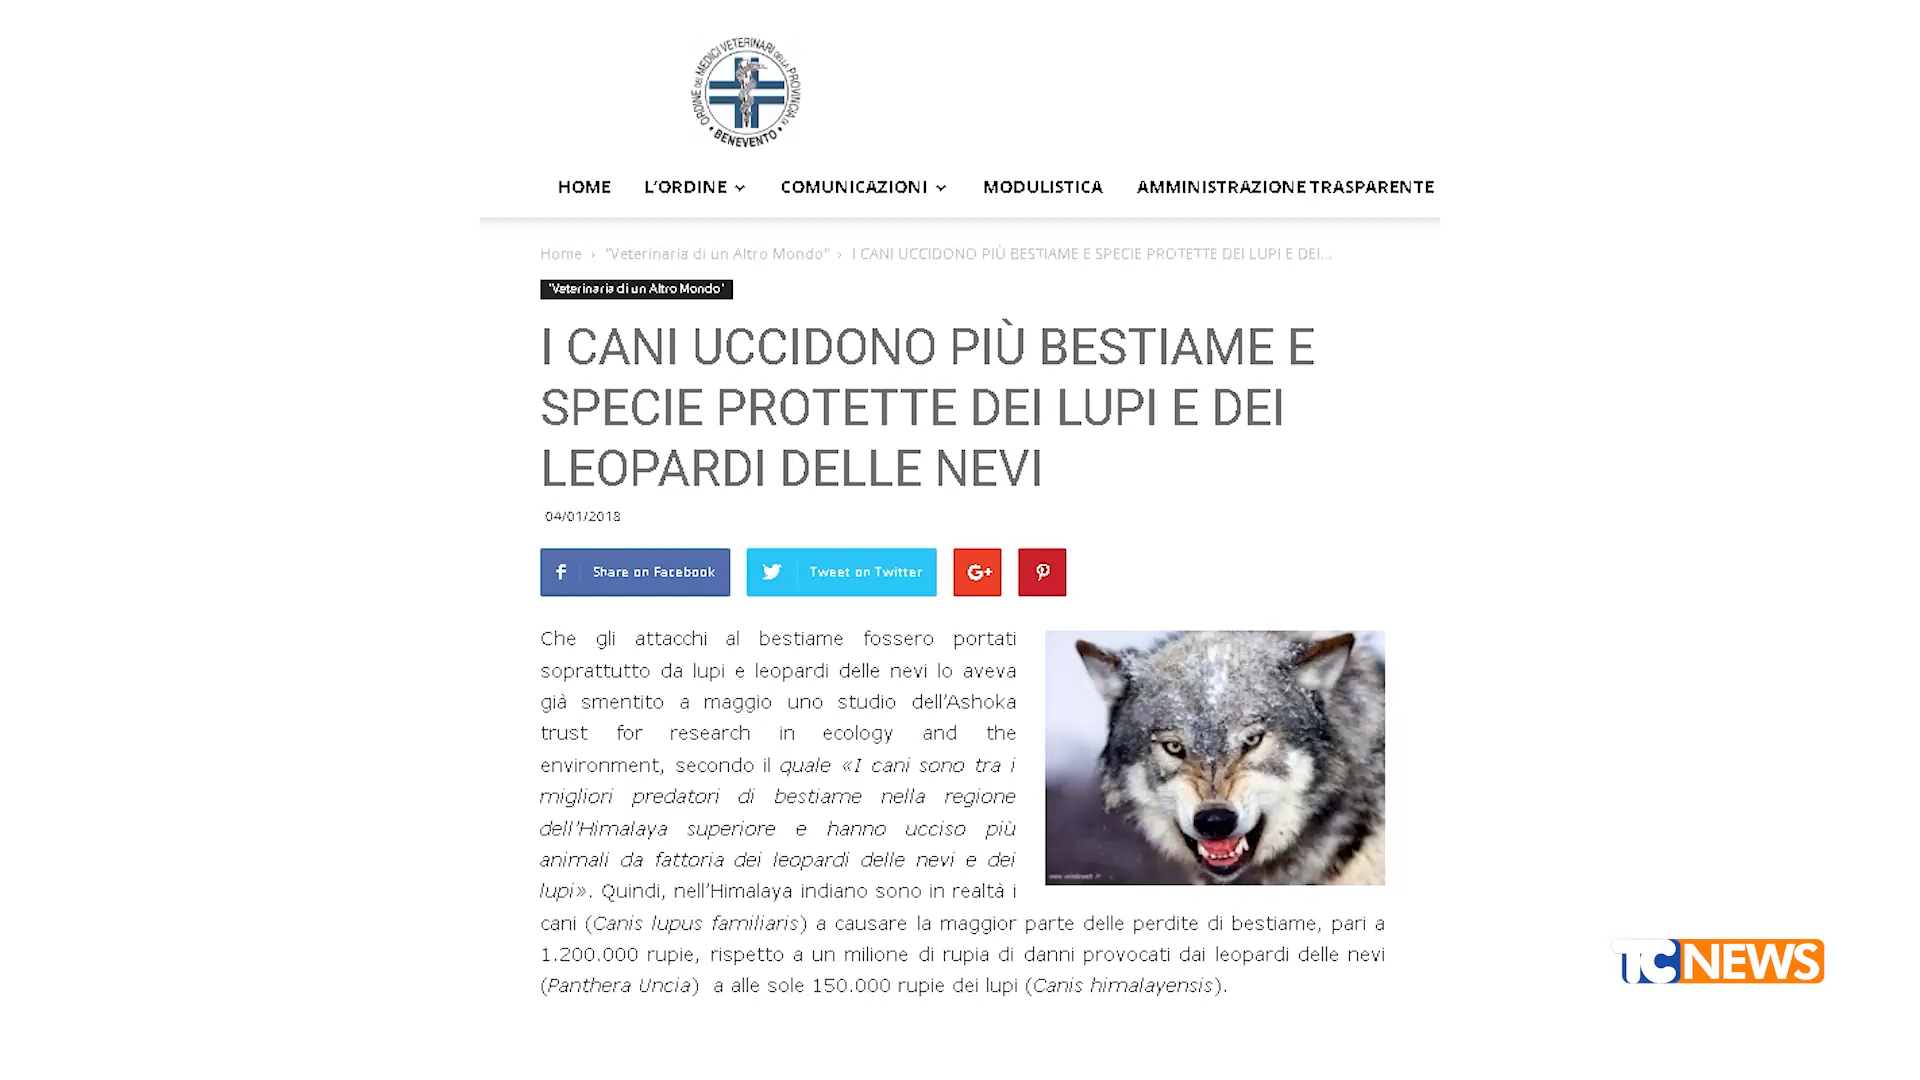 ORDINE DEI MEDICI VETERINARI DELLA PROVINCIA DI
• BENEVENTO •
HOME L'ORDINE COMUNICAZIONI MODULISTICA AMMINISTRAZIONE TRASPARENTE
Home › "Veterinaria di un Altro Mondo" › I CANI UCCIDONO PIÙ BESTIAME E SPECIE PROTETTE DEI LUPI E DEI...
"Veterinaria di un Altro Mondo"
I CANI UCCIDONO PIÙ BESTIAME E
SPECIE PROTETTE DEI LUPI E DEI
LEOPARDI DELLE NEVI
04/01/2018
Share on Facebook Tweet on Twitter G+
Che gli attacchi al bestiame fossero portati
soprattutto da lupi e leopardi delle nevi lo aveva
già smentito a maggio uno studio dell'Ashoka
trust for research in ecology and the
environment, secondo il quale «I cani sono tra i
migliori predatori di bestiame nella regione
dell'Himalaya superiore e hanno ucciso più
animali da fattoria dei leopardi delle nevi e dei
lupi». Quindi, nell'Himalaya indiano sono in realtà i
cani (Canis lupus familiaris) a causare la maggior parte delle perdite di bestiame, pari a
1.200.000 rupie, rispetto a un milione di rupia di danni provocati dai leopardi delle nevi
(Panthera Uncia) a alle sole 150.000 rupie dei lupi (Canis himalayensis).
TC NEWS